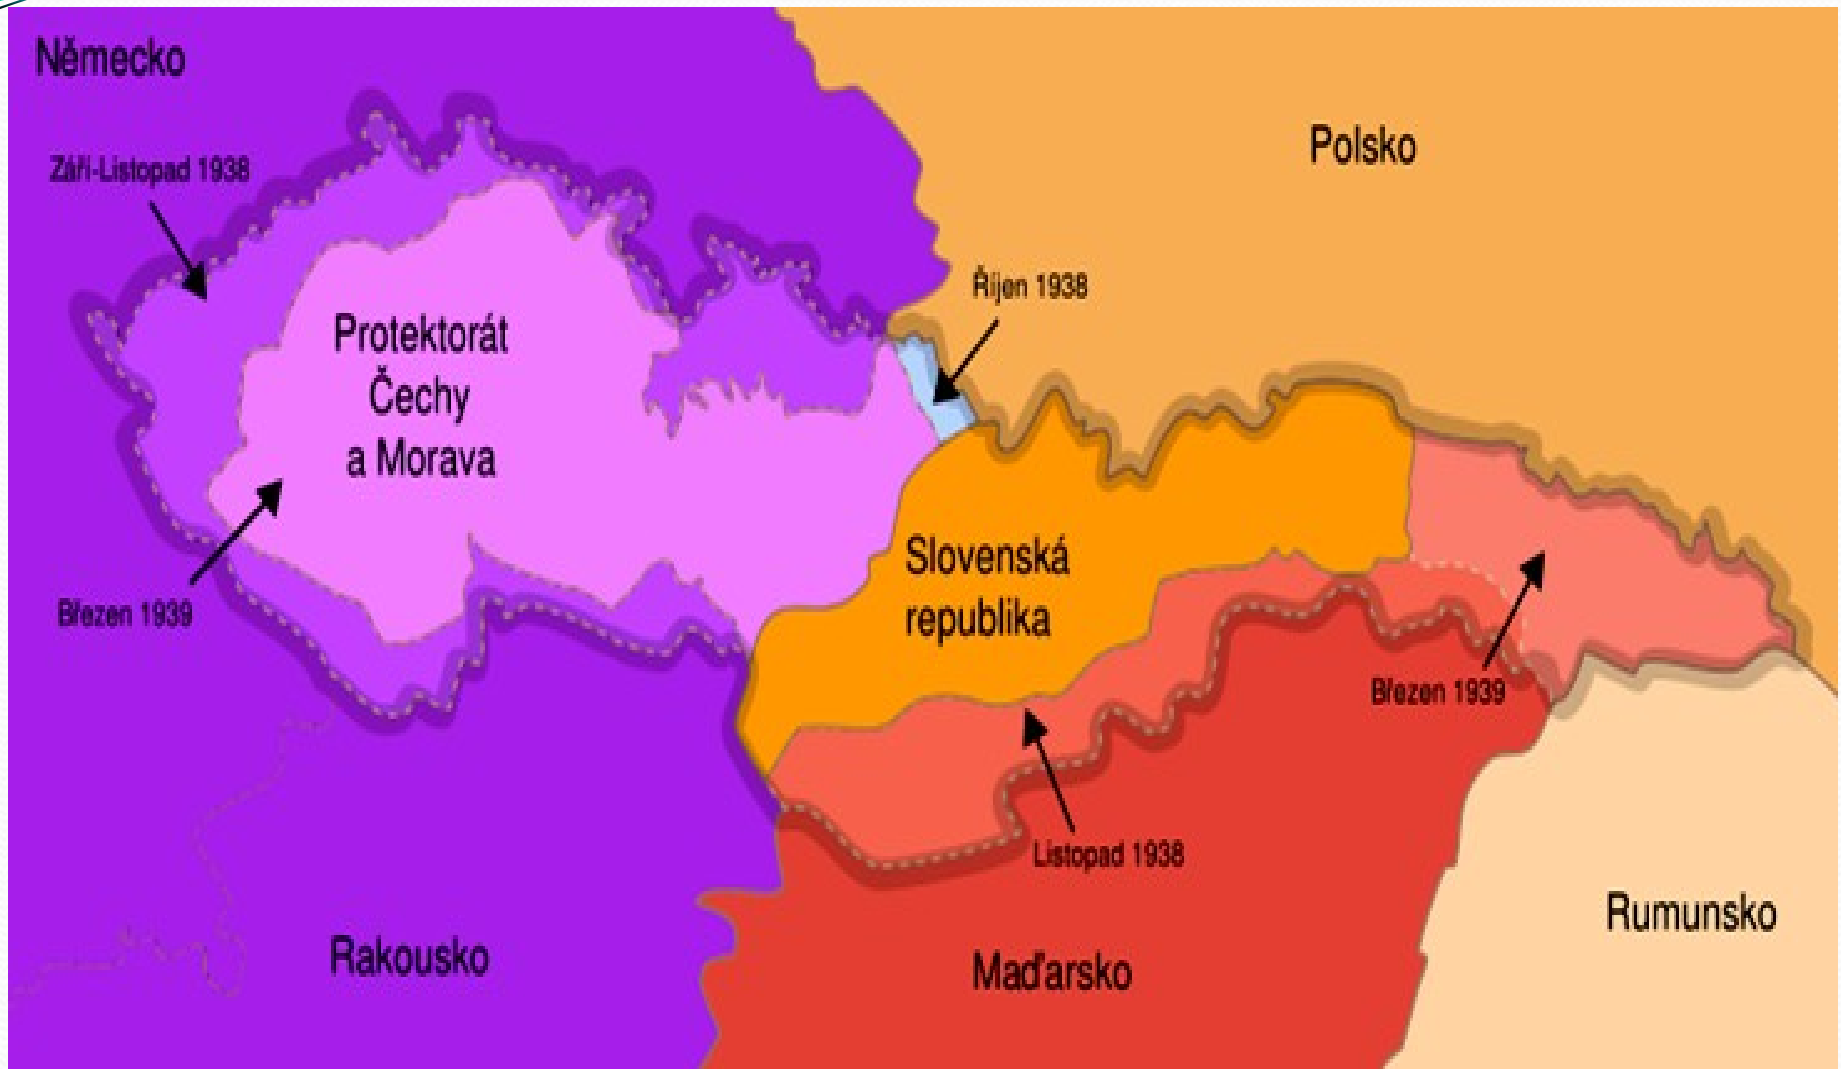 Německo
Polsko
Září-Listopad 1938
Říjen 1938
Protektorát
Čechy
a Morava
Slovenská
republika
Březen 1939
Březen 1939
Listopad 1938
Rumunsko
Rakousko
Maďarsko